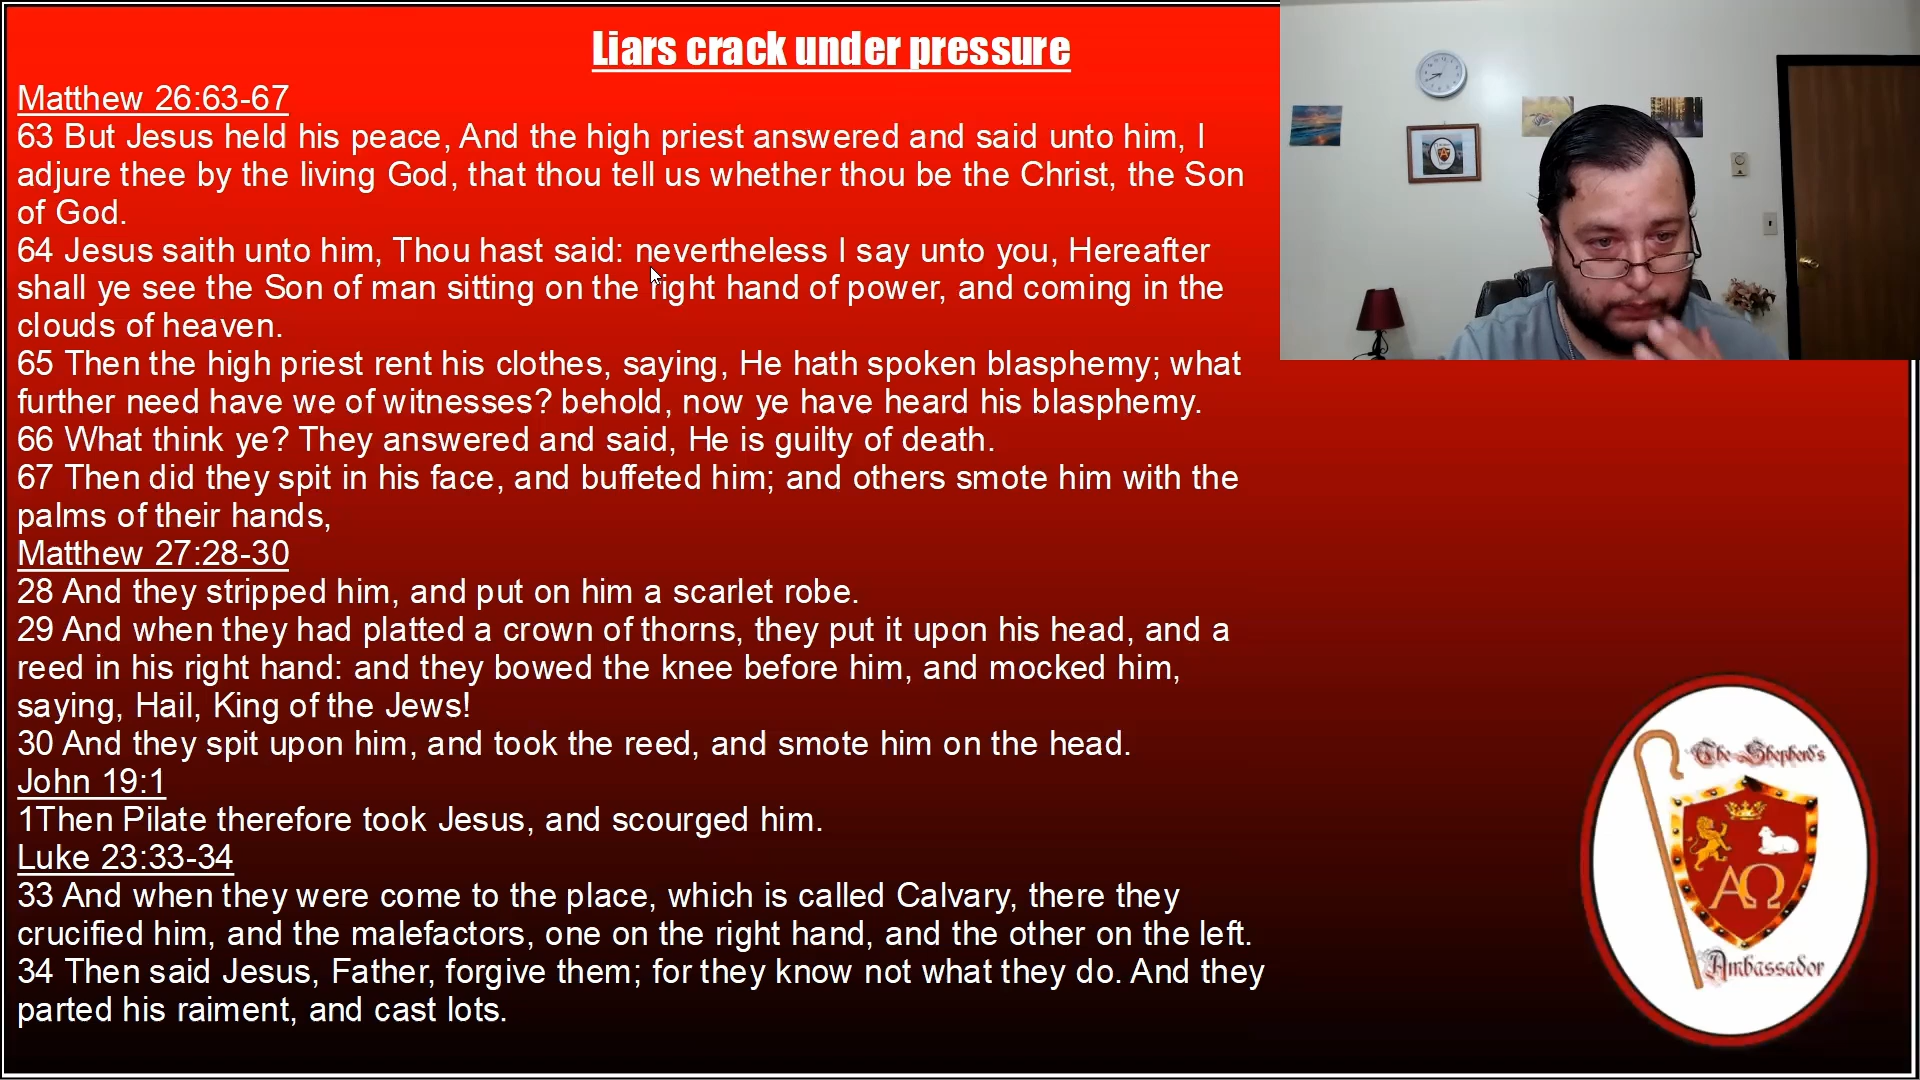 Liars crack under pressure
Matthew 26:63-67
63 But Jesus held his peace, And the high priest answered and said unto him, I
adjure thee by the living God, that thou tell us whether thou be the Christ, the Son
of God.
64 Jesus saith unto him, Thou hast said: nevertheless I say unto you, Hereafter
shall ye see the Son of man sitting on the right hand of power, and coming in the
clouds of heaven.
65 Then the high priest rent his clothes, saying, He hath spoken blasphemy; what
further need have we of witnesses? behold, now ye have heard his blasphemy.
66 What think ye? They answered and said, He is guilty of death.
67 Then did they spit in his face, and buffeted him; and others smote him with the
palms of their hands,
Matthew 27:28-30
28 And they stripped him, and put on him a scarlet robe.
29 And when they had platted a crown of thorns, they put it upon his head, and a
reed in his right hand: and they bowed the knee before him, and mocked him,
saying, Hail, King of the Jews!
30 And they spit upon him, and took the reed, and smote him on the head.
John 19:1
1Then Pilate therefore took Jesus, and scourged him.
Luke 23:33-34
33 And when they were come to the place, which is called Calvary, there they
crucified him, and the malefactors, one on the right hand, and the other on the left.
34 Then said Jesus, Father, forgive them; for they know not what they do. And they
parted his raiment, and cast lots.
The Shepherd's
ΑΩ
Ambassador